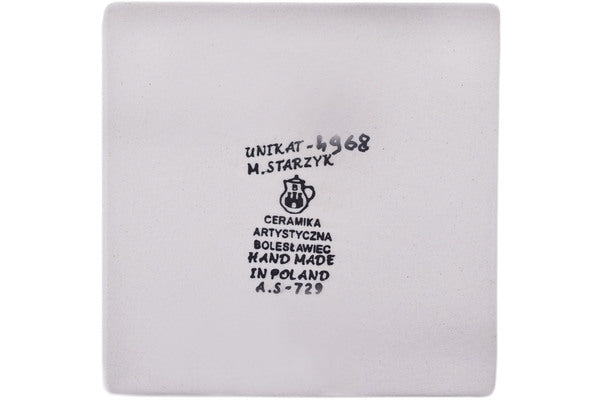 UNIKAT-4968
M.STARZYK
B
CERAMIKA
ARTYSTYCZNA
BOLESŁAWIEC
HAND MADE
IN POLAND
A.S-729